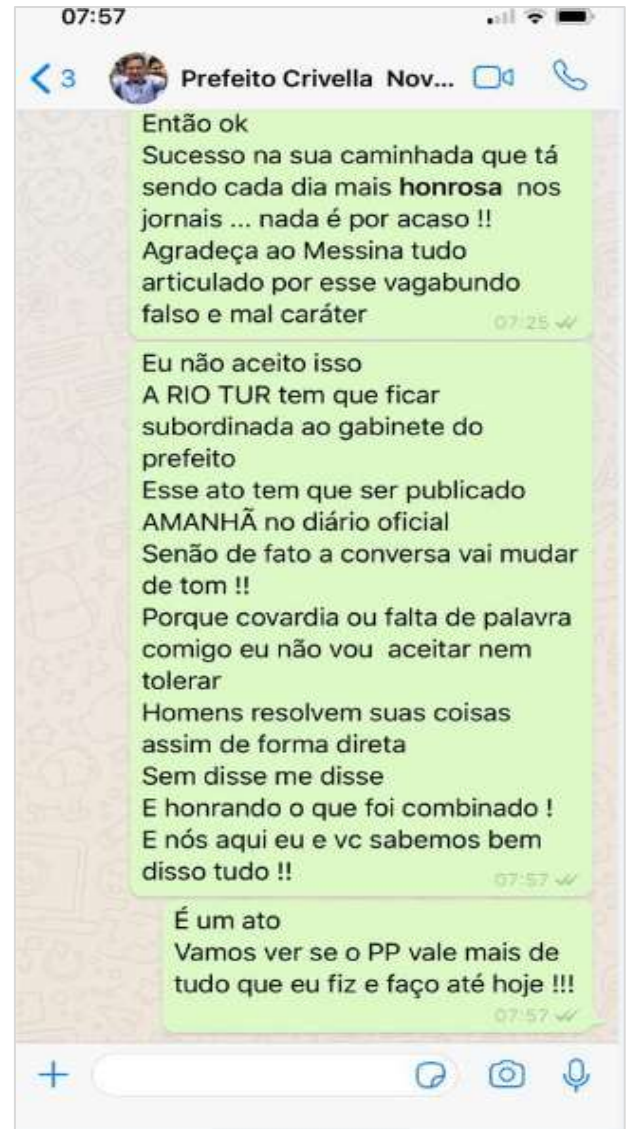 07:57
3 Prefeito Crivella Nov...
Então ok
Sucesso na sua caminhada que tá
sendo cada dia mais honrosa nos
jornais ... nada é por acaso !!
Agradeça ao Messina tudo
articulado por esse vagabundo
falso e mal caráter
07:25
Eu não aceito isso
A RIO TUR tem que ficar
subordinada ao gabinete do
prefeito
Esse ato tem que ser publicado
AMANHÃ no diário oficial
Senão de fato a conversa vai mudar
de tom !!
Porque covardia ou falta de palavra
comigo eu não vou aceitar nem
tolerar
Homens resolvem suas coisas
assim de forma direta
Sem disse me disse
E honrando o que foi combinado !
E nós aqui eu e vc sabemos bem
disso tudo !!
07:57
É um ato
Vamos ver se o PP vale mais de
tudo que eu fiz e faço até hoje !!!
07:57